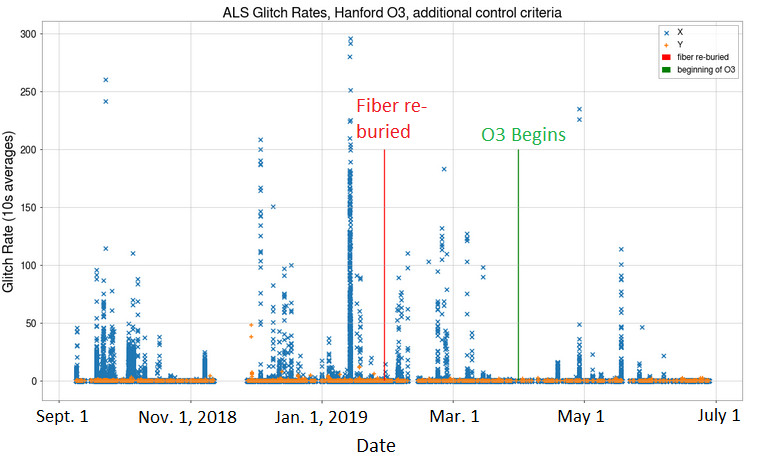 ALS Glitch Rates, Hanford O3, additional control criteria
X
Y
fiber re-buried
beginning of O3
Fiber re-
buried
O3 Begins
Glitch Rate (10s averages)
300
250
200
150
100
50
0
Sept. 1
Nov. 1, 2018
Jan. 1, 2019
Mar. 1
May 1
July 1
Date